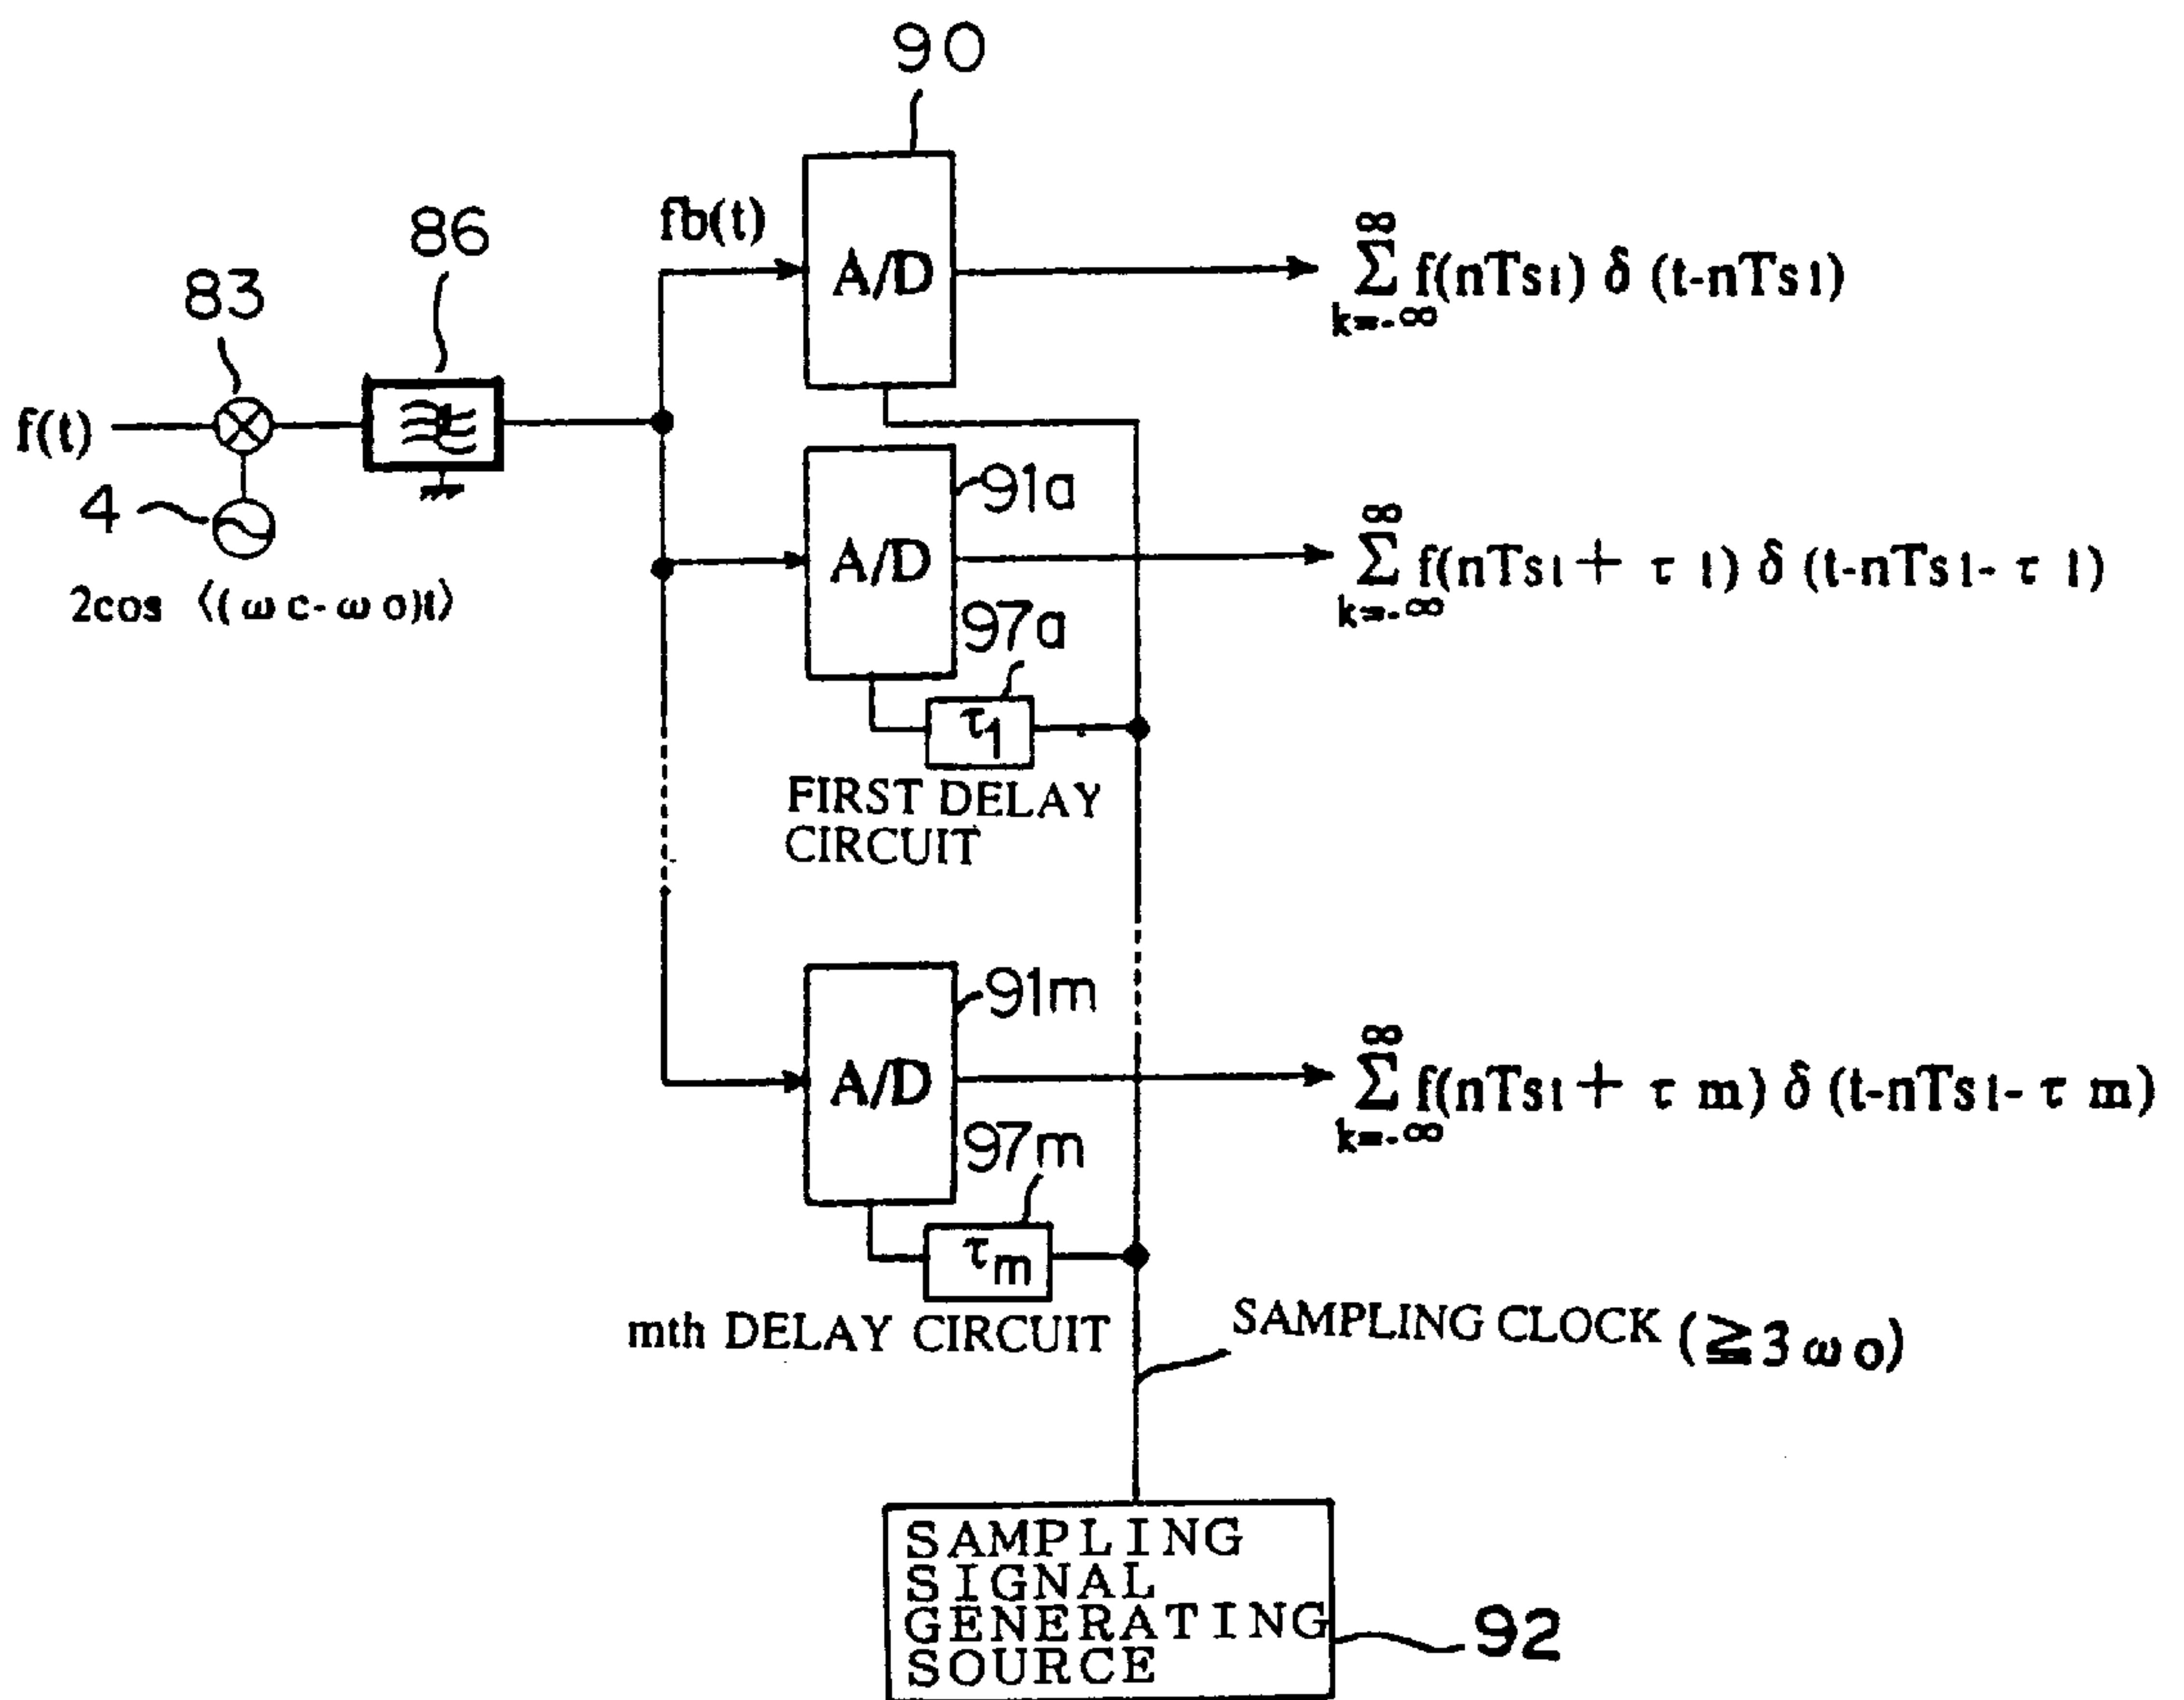 90
fb(t)
86
83
A/D
∞
Σ f(nTs1) δ (t-nTs1)
k=-∞
f(t)
4
2cos ⟨(ωc-ωo)t⟩
91a
A/D
∞
Σ f(nTs1+ τ 1) δ (t-nTs1- τ 1)
k=-∞
97a
τ1
FIRST DELAY
CIRCUIT
91m
A/D
∞
Σ f(nTs1+ τ m) δ (t-nTs1- τ m)
k=-∞
97m
τm
mth DELAY CIRCUIT
SAMPLING CLOCK (≧3ωo)
SAMPLING
SIGNAL
GENERATING
SOURCE
92